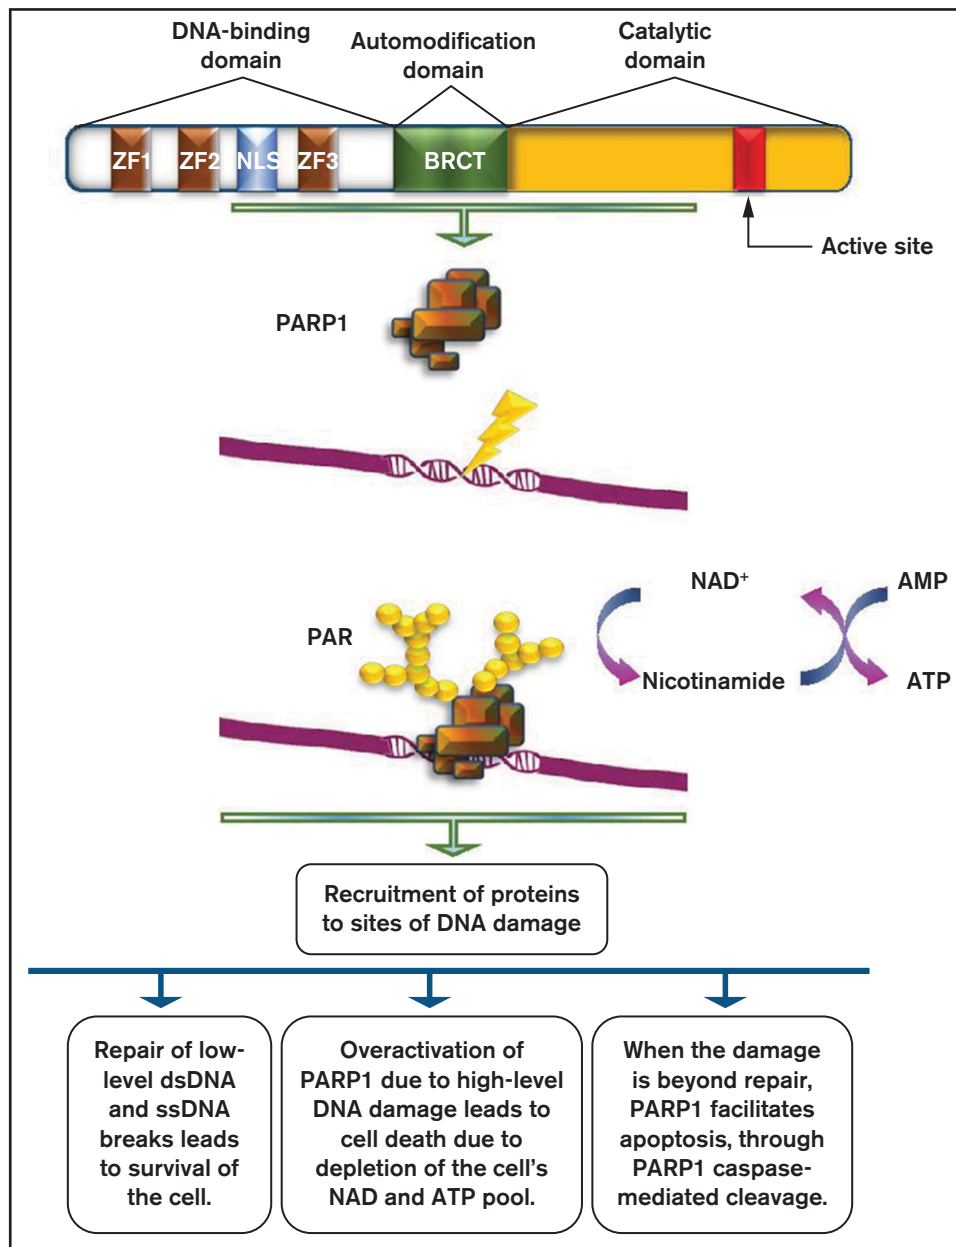 DNA-binding
domain
Automodification
domain
Catalytic
domain
ZF1 ZF2 NLS ZF3 BRCT
Active site
PARP1
NAD⁺ AMP
PAR
Nicotinamide ATP
Recruitment of proteins
to sites of DNA damage
Repair of low-
level dsDNA
and ssDNA
breaks leads
to survival of
the cell.
Overactivation of
PARP1 due to high-level
DNA damage leads to
cell death due to
depletion of the cell’s
NAD and ATP pool.
When the damage
is beyond repair,
PARP1 facilitates
apoptosis, through
PARP1 caspase-
mediated cleavage.